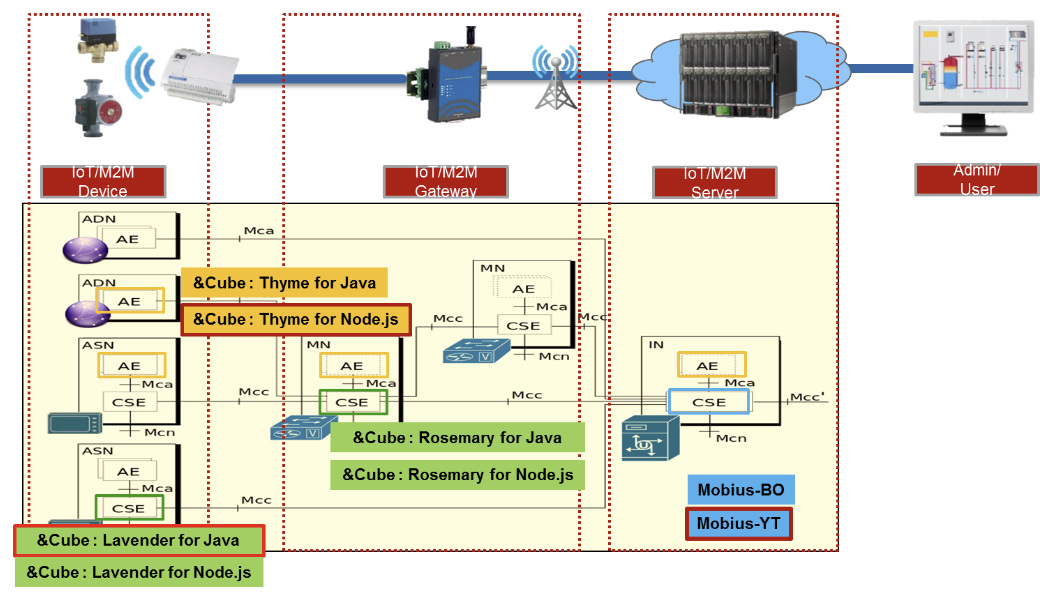 IoT/M2M
Device
IoT/M2M
Gateway
IoT/M2M
Server
Admin/
User
ADN
AE
Mca
ADN
AE
&Cube : Thyme for Java
&Cube : Thyme for Node.js
MN
AE
Mca
CSE
Mcc
Mcc
Mcn
ASN
AE
Mca
CSE
Mcc
Mcn
MN
AE
Mca
CSE
Mcc
V
V
IN
AE
Mca
CSE
Mcc'
Mcn
&Cube : Rosemary for Java
&Cube : Rosemary for Node.js
ASN
AE
Mca
CSE
Mcc
Mobius-BO
Mobius-YT
&Cube : Lavender for Java
&Cube : Lavender for Node.js